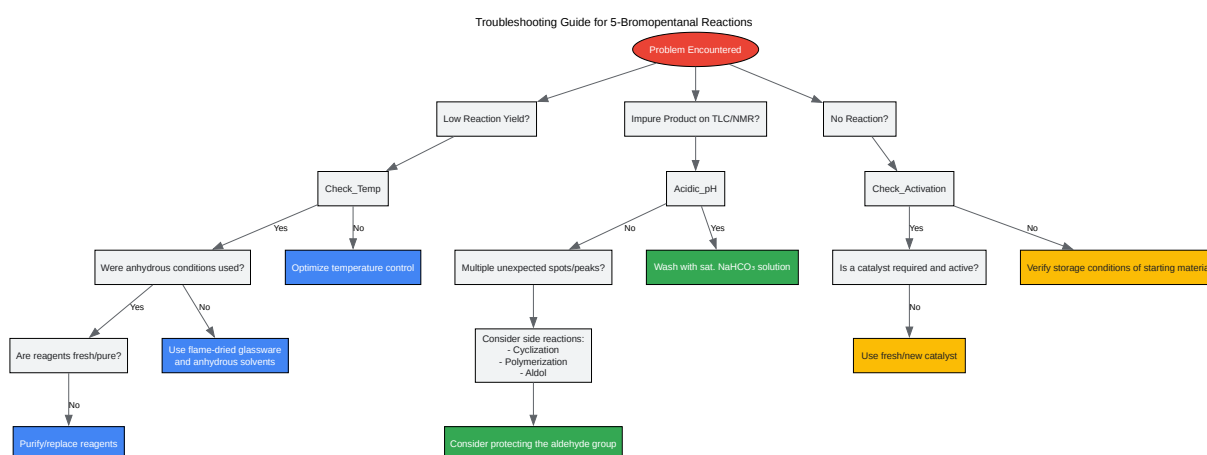 Troubleshooting Guide for 5-Bromopentanal Reactions
Problem Encountered
Low Reaction Yield?
Impure Product on TLC/NMR?
No Reaction?
Check_Temp
Acidic_pH
Check_Activation
Yes
No
No
Yes
Yes
No
Were anhydrous conditions used?
Optimize temperature control
Multiple unexpected spots/peaks?
Wash with sat. NaHCO₃ solution
Is a catalyst required and active?
Verify storage conditions of starting materia
Yes
No
No
Are reagents fresh/pure?
Use flame-dried glassware
and anhydrous solvents
Consider side reactions:
- Cyclization
- Polymerization
- Aldol
Use fresh/new catalyst
No
Purify/replace reagents
Consider protecting the aldehyde group